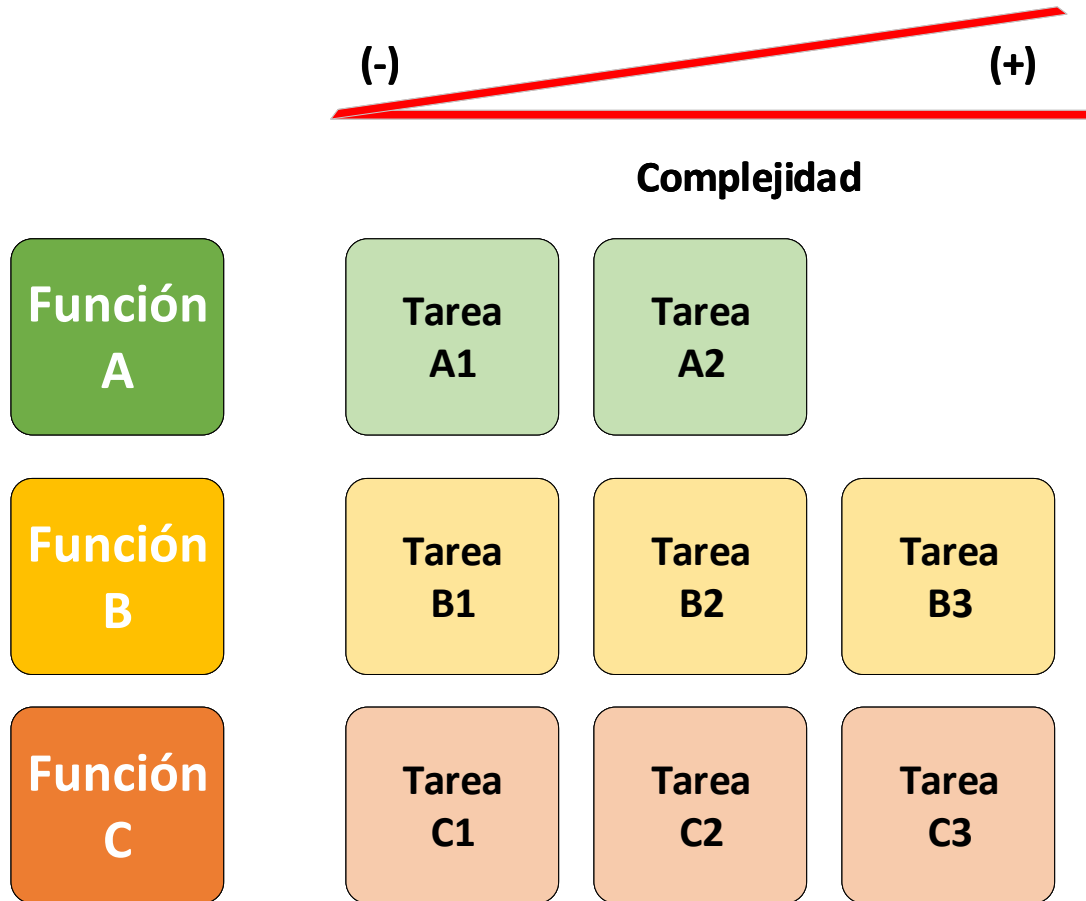 (-)
(+)
Complejidad
Función
A
Tarea
A1
Tarea
A2
Función
B
Tarea
B1
Tarea
B2
Tarea
B3
Función
C
Tarea
C1
Tarea
C2
Tarea
C3